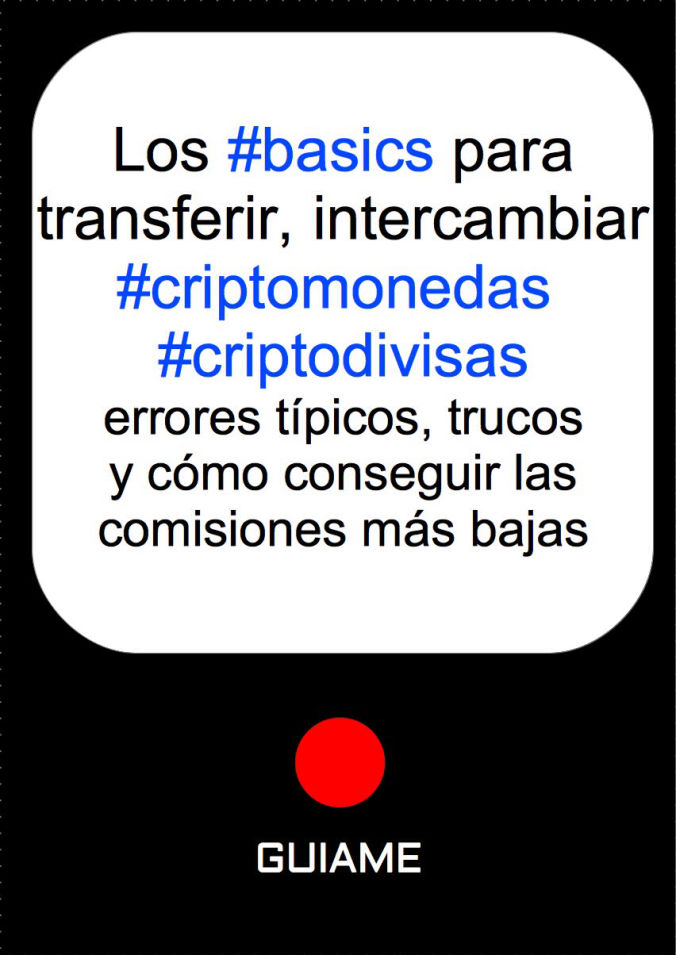 Los #basics para
transferir, intercambiar
#criptomonedas
#criptodivisas
errores típicos, trucos
y cómo conseguir las
comisiones más bajas
GUIAME